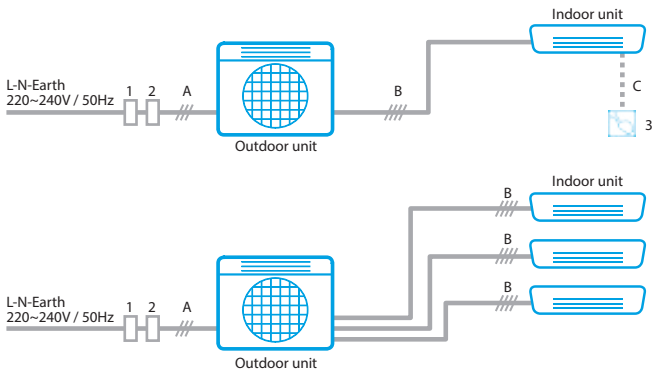 Indoor unit
L-N-Earth
220~240V / 50Hz
1 2 A
B
C
3
Outdoor unit
Indoor unit
B
B
B
L-N-Earth
220~240V / 50Hz
1 2 A
Outdoor unit